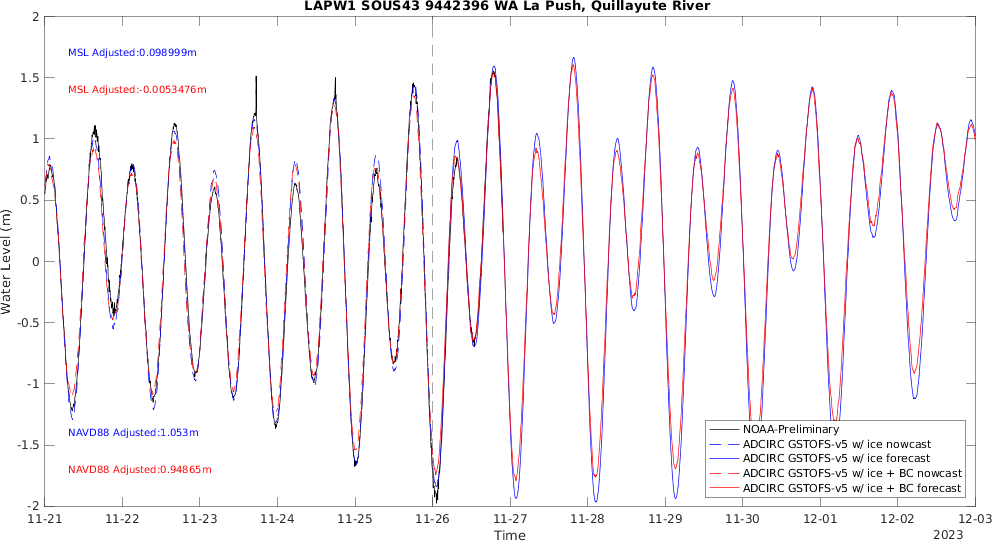 LAPW1 SOUS43 9442396 WA La Push, Quillayute River
Water Level (m)
2
1.5
1
0.5
0
-0.5
-1
-1.5
-2
MSL Adjusted:0.098999m
MSL Adjusted:-0.0053476m
NAVD88 Adjusted:1.053m
NAVD88 Adjusted:0.94865m
NOAA-Preliminary
ADCIRC GSTOFS-v5 w/ ice nowcast
ADCIRC GSTOFS-v5 w/ ice forecast
ADCIRC GSTOFS-v5 w/ ice + BC nowcast
ADCIRC GSTOFS-v5 w/ ice + BC forecast
11-21 11-22 11-23 11-24 11-25 11-26 11-27 11-28 11-29 11-30 12-01 12-02 12-03
Time
2023